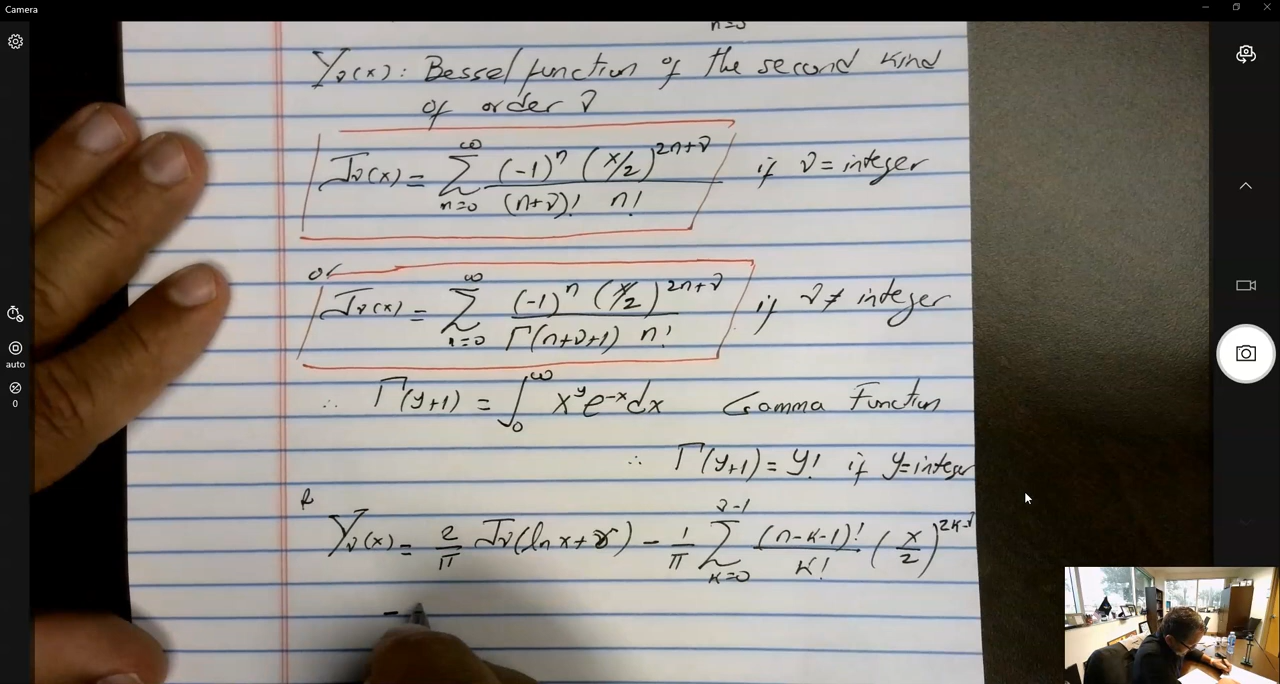 Camera
n=0
Y𝜈(x): Bessel function of the second kind
of order 𝜈
J𝜈(x) = ∞ Σ n=0 (-1)^n (x/2)^{2n+𝜈} / (n+𝜈)! n! if 𝜈 = integer
or J𝜈(x) = ∞ Σ n=0 (-1)^n (x/2)^{2n+𝜈} / Γ(n+𝜈+1) n! if 𝜈 ≠ integer
∴ Γ(y+1) = ∫_0^∞ x^y e^{-x} dx Gamma Function
∴ Γ(y+1) = y! if y=integer
& Y𝜈(x) = 2/π J𝜈(ln x + γ) - 1/π Σ_{k=0}^{𝜈-1} (n-k-1)! / k! (x/2)^{2k-𝜈}
-
auto
0